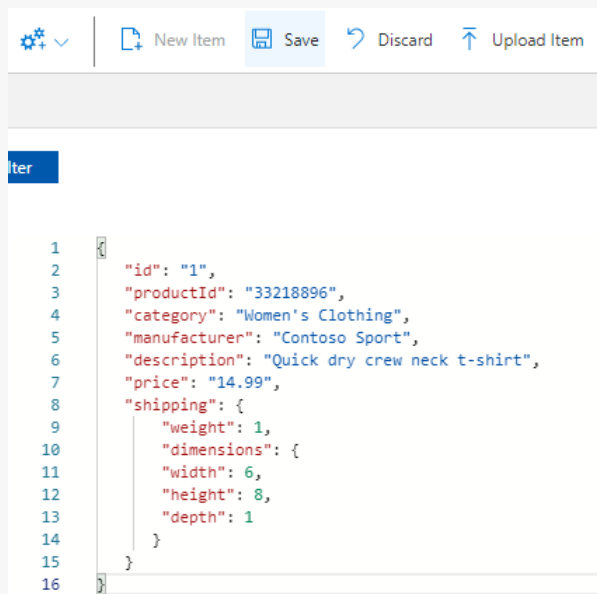 New Item Save Discard Upload Item
lter
1 {
2 "id": "1",
3 "productId": "33218896",
4 "category": "Women's Clothing",
5 "manufacturer": "Contoso Sport",
6 "description": "Quick dry crew neck t-shirt",
7 "price": "14.99",
8 "shipping": {
9 "weight": 1,
10 "dimensions": {
11 "width": 6,
12 "height": 8,
13 "depth": 1
14 }
15 }
16 }